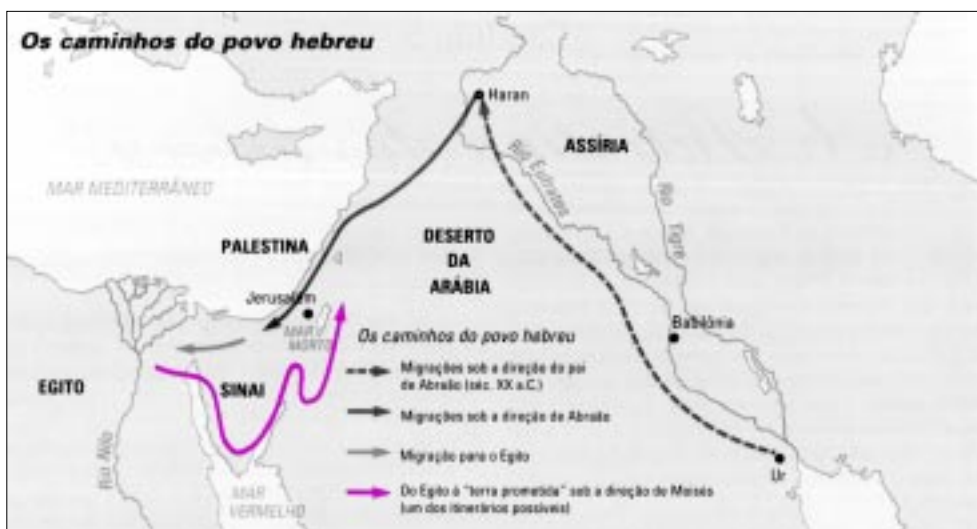 Os caminhos do povo hebreu
Haran
ASSÍRIA
Rio Eufrates
Rio Tigre
MAR MEDITERRÂNEO
PALESTINA
DESERTO
DA
ARÁBIA
Jerusalém
MAR
MORTO
Babilônia
EGITO
SINAI
Rio Nilo
MAR
VERMELHO
Ur
Os caminhos do povo hebreu
Migrações sob a direção do pai
de Abraão (séc. XX a.C.)
Migrações sob a direção de Abraão
Migração para o Egito
Do Egito à "terra prometida" sob a direção de Moisés
(um dos itinerários possíveis)